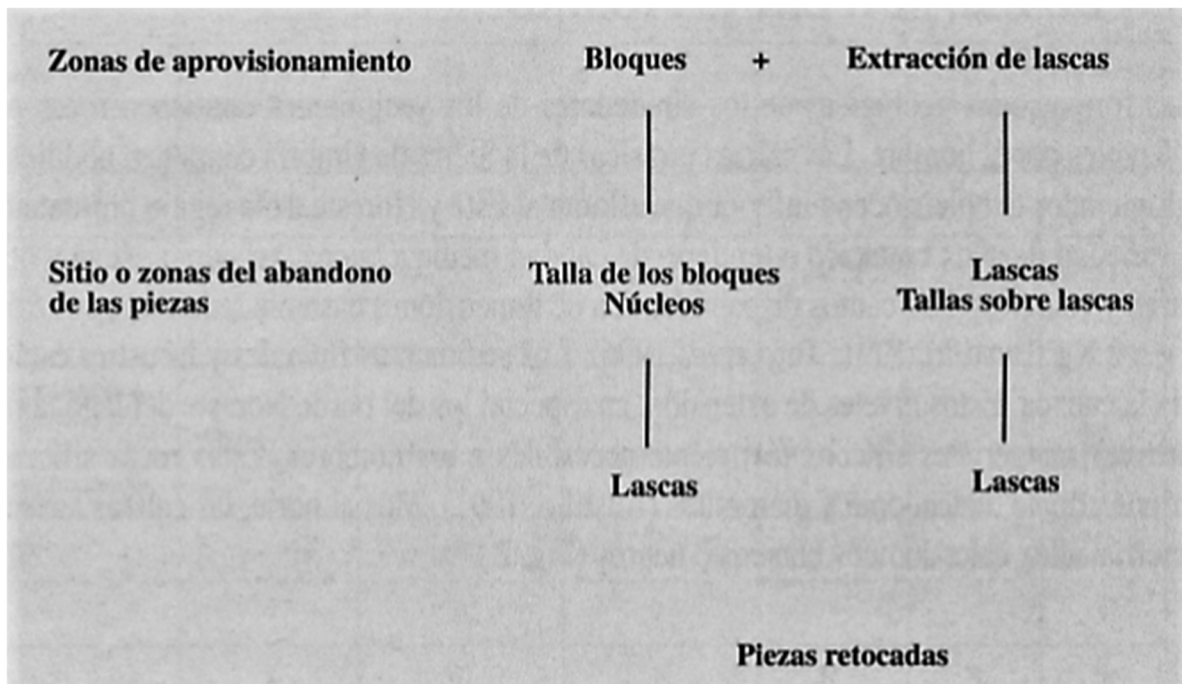 Zonas de aprovisionamiento Bloques + Extracción de lascas
Sitio o zonas del abandono Talla de los bloques Lascas
de las piezas Núcleos Tallas sobre lascas
Lascas Lascas
Piezas retocadas